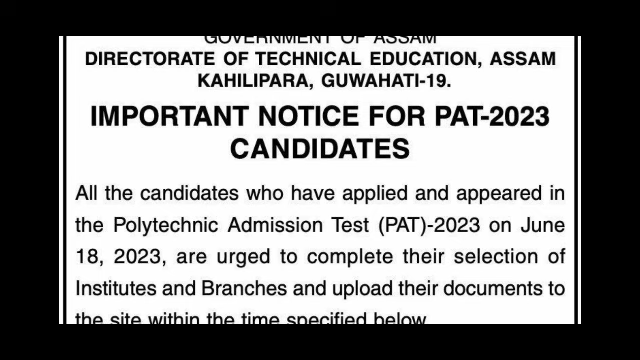 GOVERNMENT OF ASSAM
DIRECTORATE OF TECHNICAL EDUCATION, ASSAM
KAHILIPARA, GUWAHATI-19.
IMPORTANT NOTICE FOR PAT-2023
CANDIDATES
All the candidates who have applied and appeared in
the Polytechnic Admission Test (PAT)-2023 on June
18, 2023, are urged to complete their selection of
Institutes and Branches and upload their documents to
the site within the time specified below